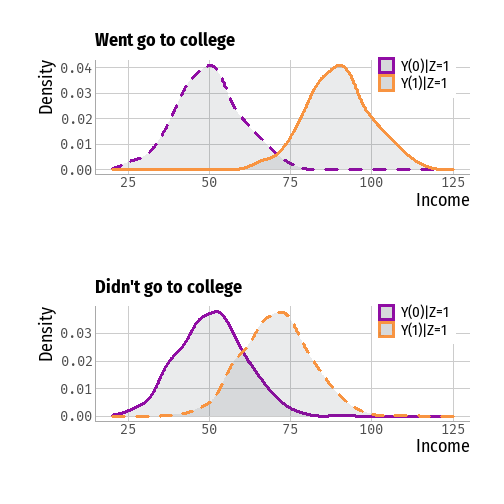 Went go to college
Density
0.04
0.03
0.02
0.01
0.00
Y(0)|Z=1
Y(1)|Z=1
25 50 75 100 125
Income
Didn't go to college
Density
0.03
0.02
0.01
0.00
Y(0)|Z=1
Y(1)|Z=1
25 50 75 100 125
Income